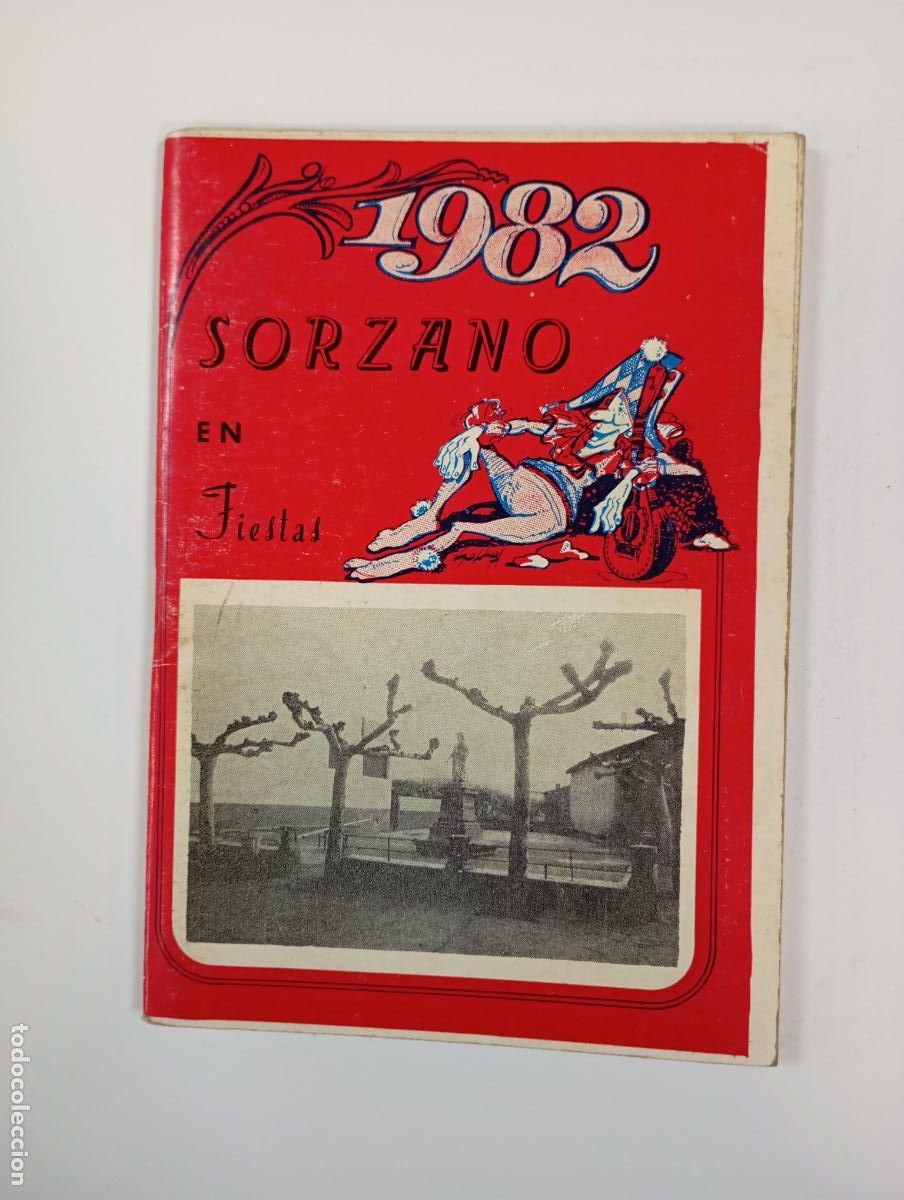 1982
SORZANO
EN
Fiestas
todocoleccion